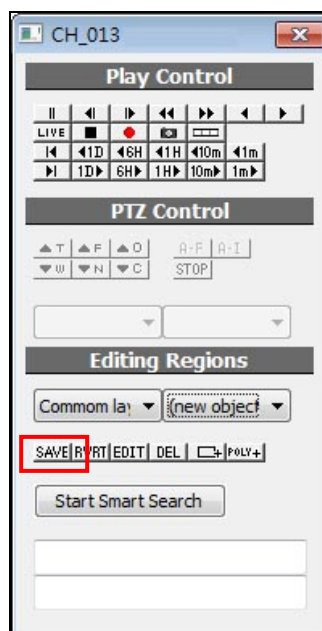 CH_013
Play Control
LIVE
1D 6H 1H 10m 1m
1D 6H 1H 10m 1m
PTZ Control
T F O A-F A-I
W N C STOP
Editing Regions
Commom lay (new object
SAVE RVRT EDIT DEL POLY+
Start Smart Search